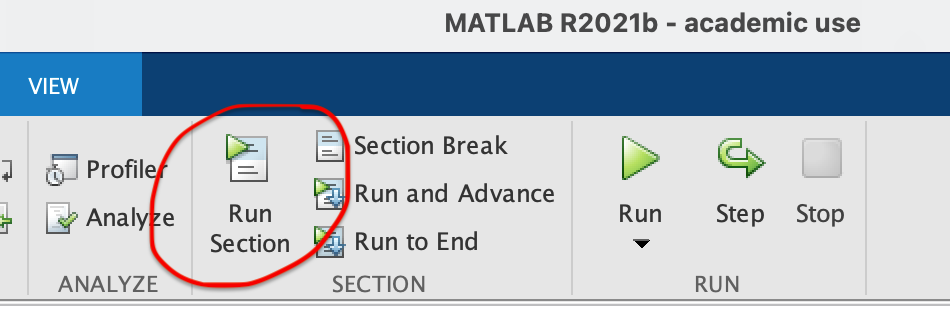 MATLAB R2021b - academic use
VIEW
Profiler
Analyze
ANALYZE
Run
Section
Section Break
Run and Advance
Run to End
SECTION
Run
Step
Stop
RUN